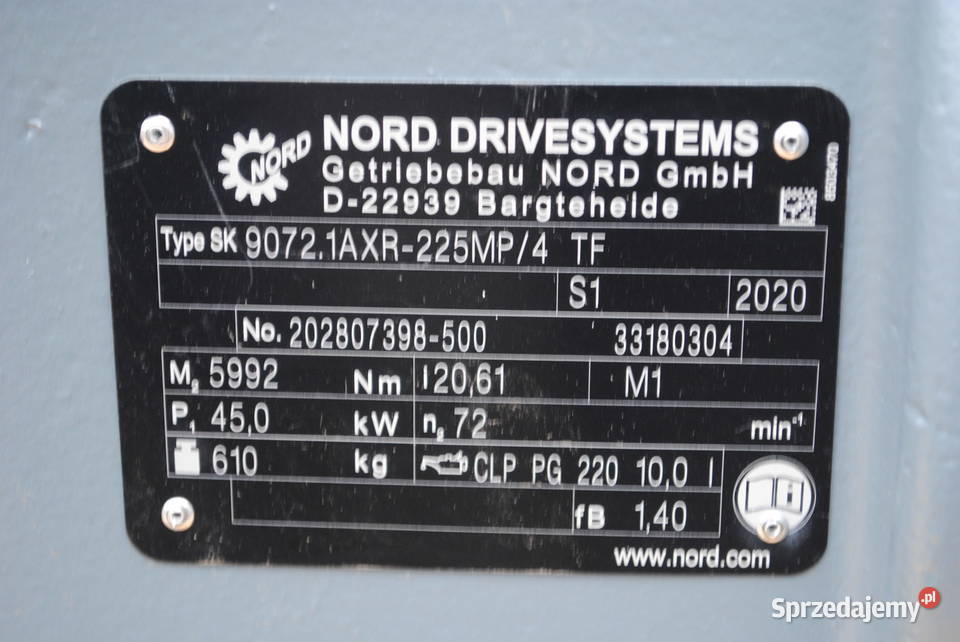 NORD
NORD DRIVESYSTEMS
Getriebebau NORD GmbH
D-22939 Bargteheide
8503470
Type SK 9072.1AXR-225MP/4 TF
S1 2020
No. 202807398-500 33180304
M₂ 5992 Nm i 20,61 M1
P₁ 45,0 kW n₂ 72 min⁻¹
610 kg CLP PG 220 10,0 l
fB 1,40
i
www.nord.com
Sprzedajemy.pl